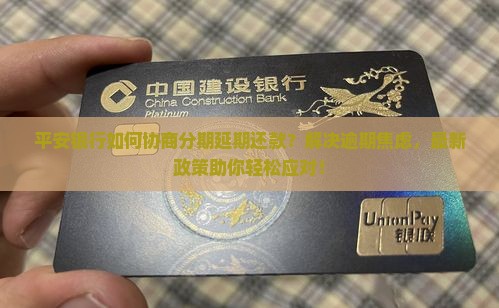 中国建设银行
China Construction Bank
Platinum
平安银行如何协商分期延期还款？解决逾期焦虑，最新
政策助你轻松应对！
UnionPay
银联